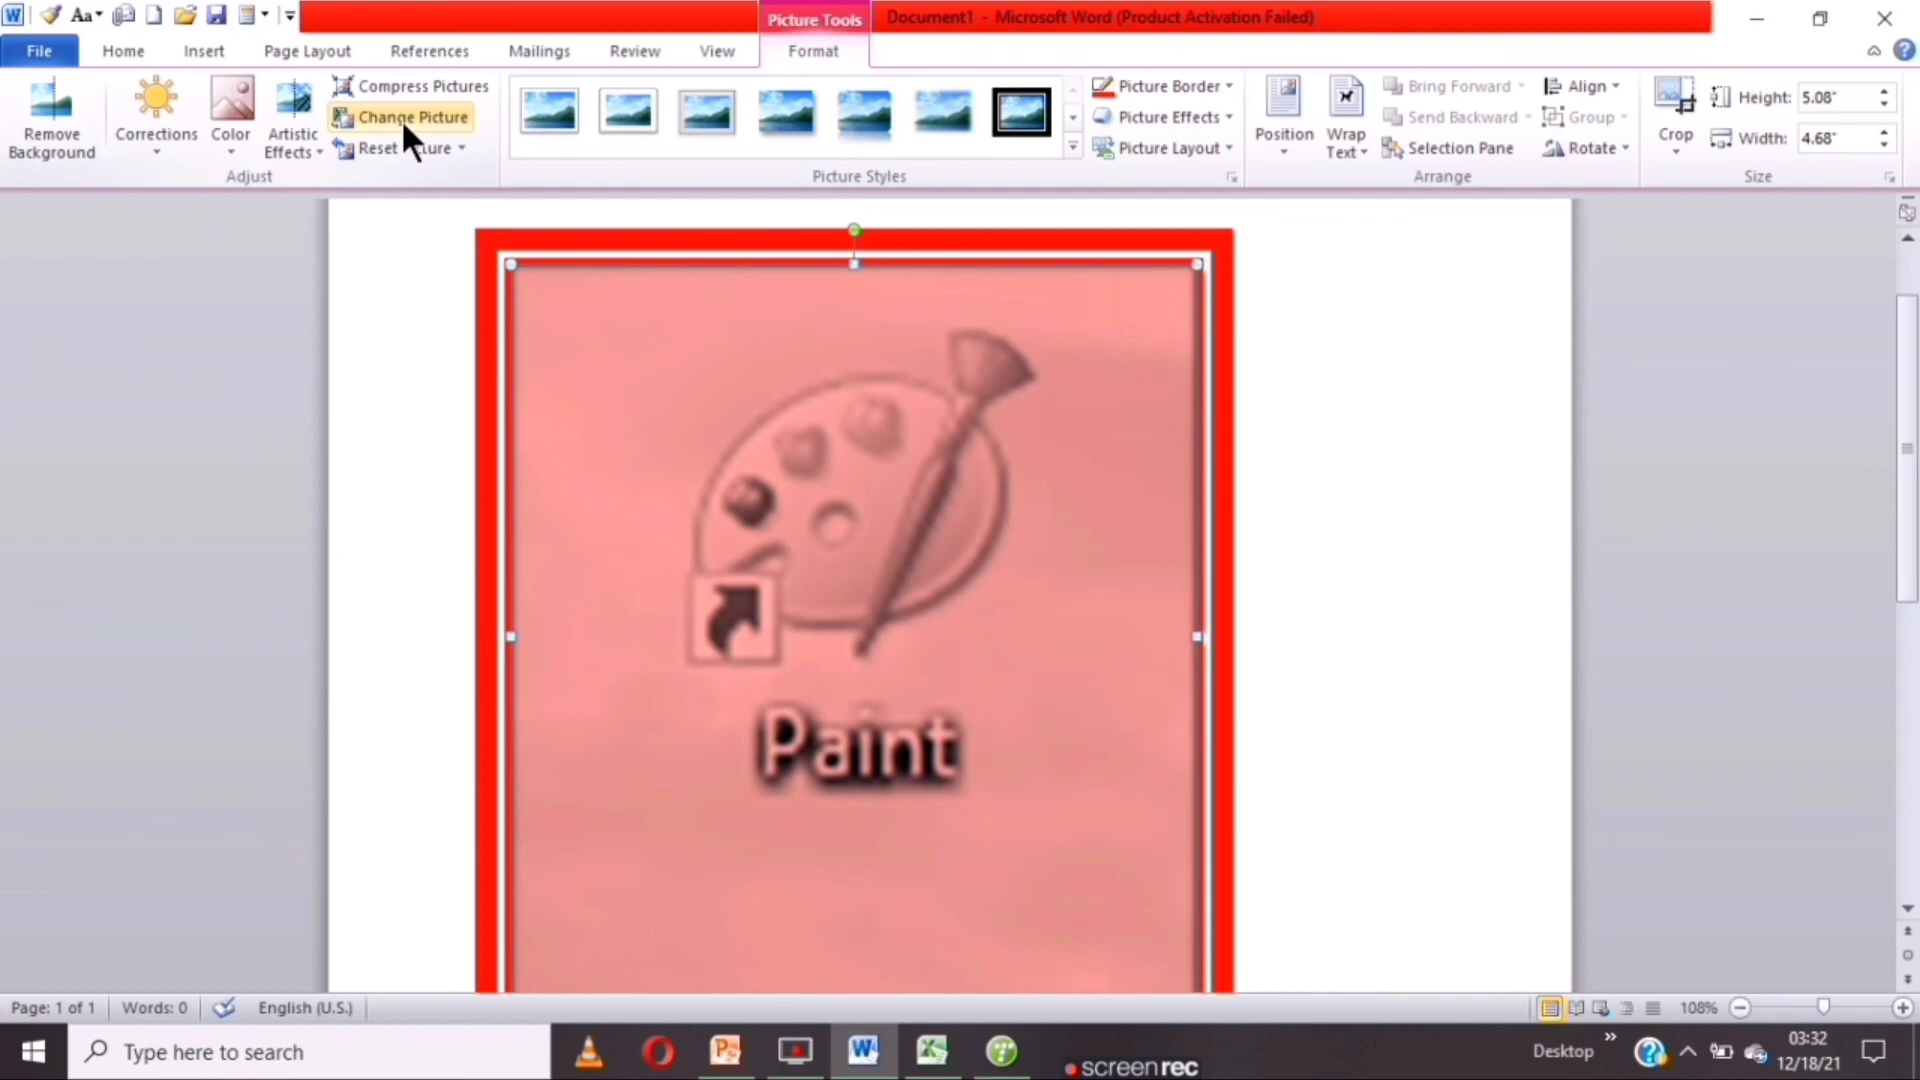 Aa
Picture Tools
Document1 - Microsoft Word (Product Activation Failed)
File
Home
Insert
Page Layout
References
Mailings
Review
View
Format
Remove
Background
Corrections
Color
Artistic
Effects
Compress Pictures
Change Picture
Reset
Adjust
Picture Styles
Picture Border
Picture Effects
Picture Layout
Position
Wrap
Text
Bring Forward
Send Backward
Selection Pane
Align
Group
Rotate
Arrange
Crop
Height: 5.08"
Width: 4.68"
Size
Paint
Page: 1 of 1
Words: 0
English (U.S.)
108%
Type here to search
screenrec
Desktop
03:32
12/18/21